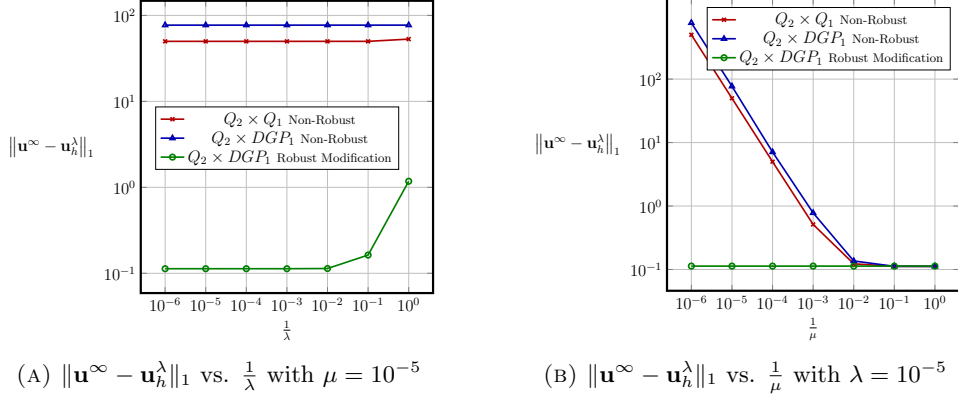 10^2
10^1
10^0
10^{-1}
‖u^∞ − u_h^λ‖_1
Q_2 × Q_1 Non-Robust
Q_2 × DGP_1 Non-Robust
Q_2 × DGP_1 Robust Modification
10^{-6} 10^{-5} 10^{-4} 10^{-3} 10^{-2} 10^{-1} 10^0
1/λ
(A) ‖u^∞ − u_h^λ‖_1 vs. 1/λ with μ = 10^{-5}
Q_2 × Q_1 Non-Robust
Q_2 × DGP_1 Non-Robust
Q_2 × DGP_1 Robust Modification
10^2
10^1
10^0
10^{-1}
‖u^∞ − u_h^λ‖_1
10^{-6} 10^{-5} 10^{-4} 10^{-3} 10^{-2} 10^{-1} 10^0
1/μ
(B) ‖u^∞ − u_h^λ‖_1 vs. 1/μ with λ = 10^{-5}